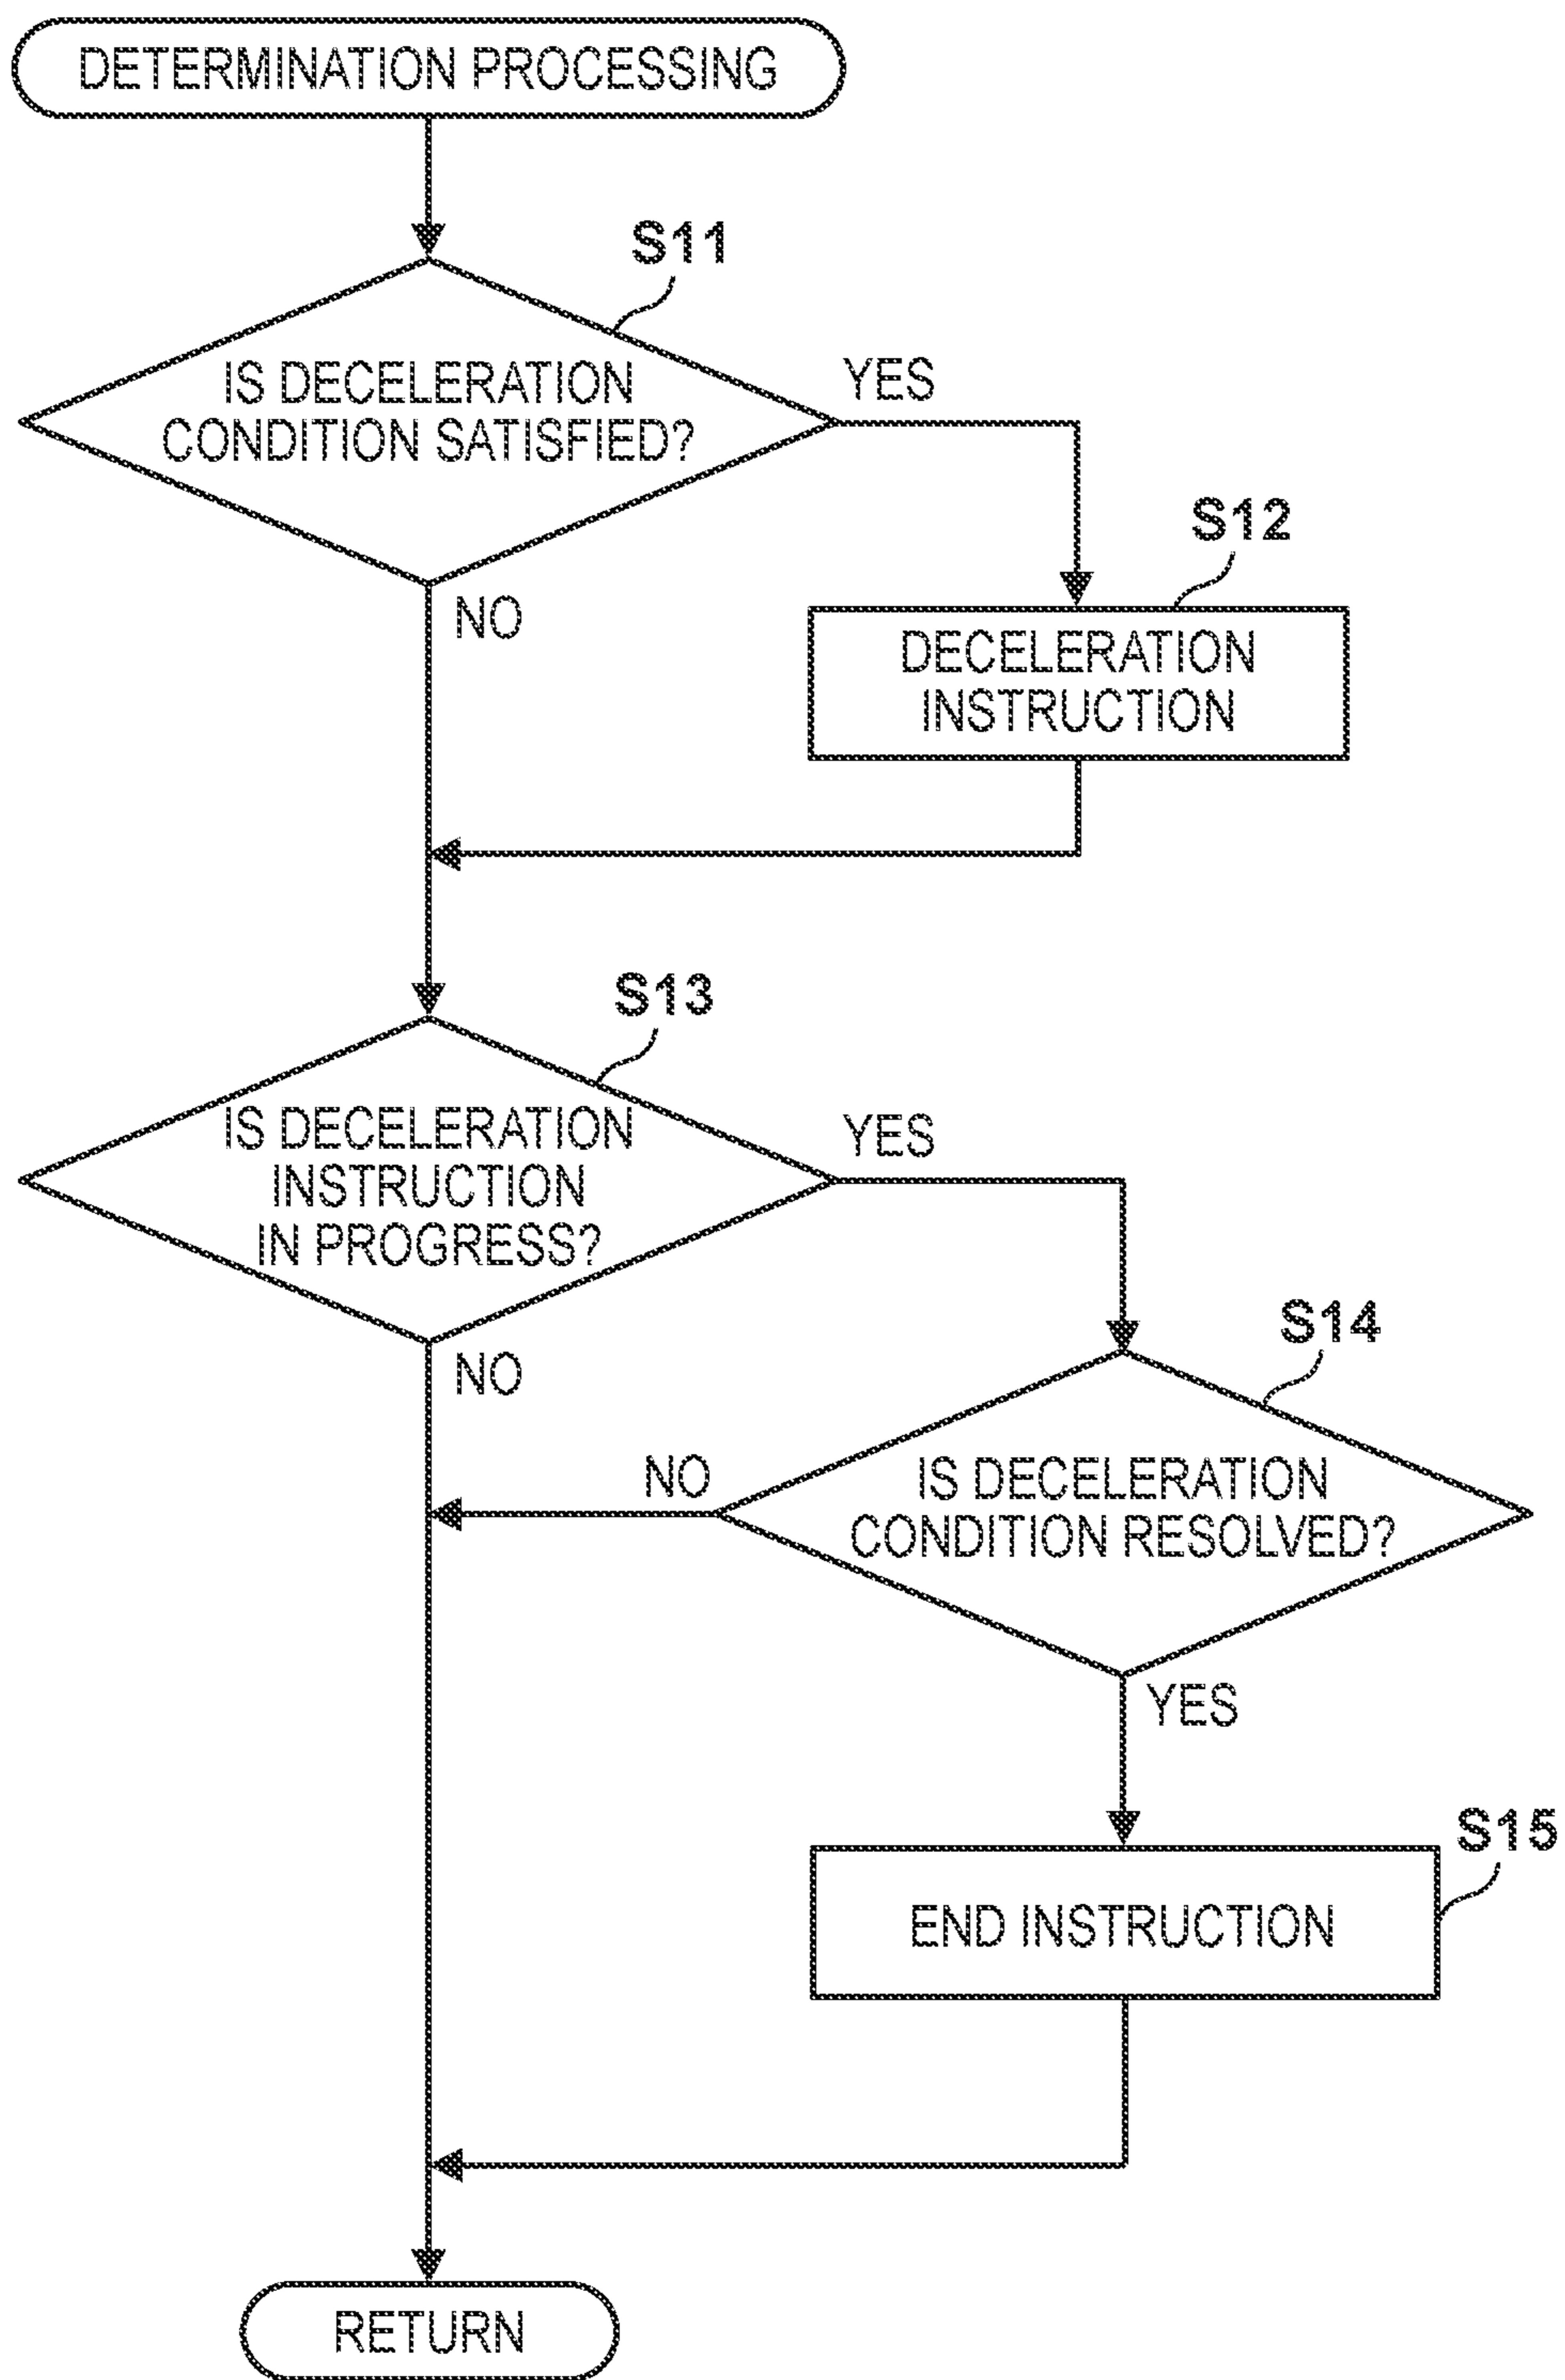 DETERMINATION PROCESSING
S11
IS DECELERATION
CONDITION SATISFIED?
YES
NO
S12
DECELERATION
INSTRUCTION
S13
IS DECELERATION
INSTRUCTION
IN PROGRESS?
YES
NO
S14
IS DECELERATION
CONDITION RESOLVED?
NO
YES
S15
END INSTRUCTION
RETURN